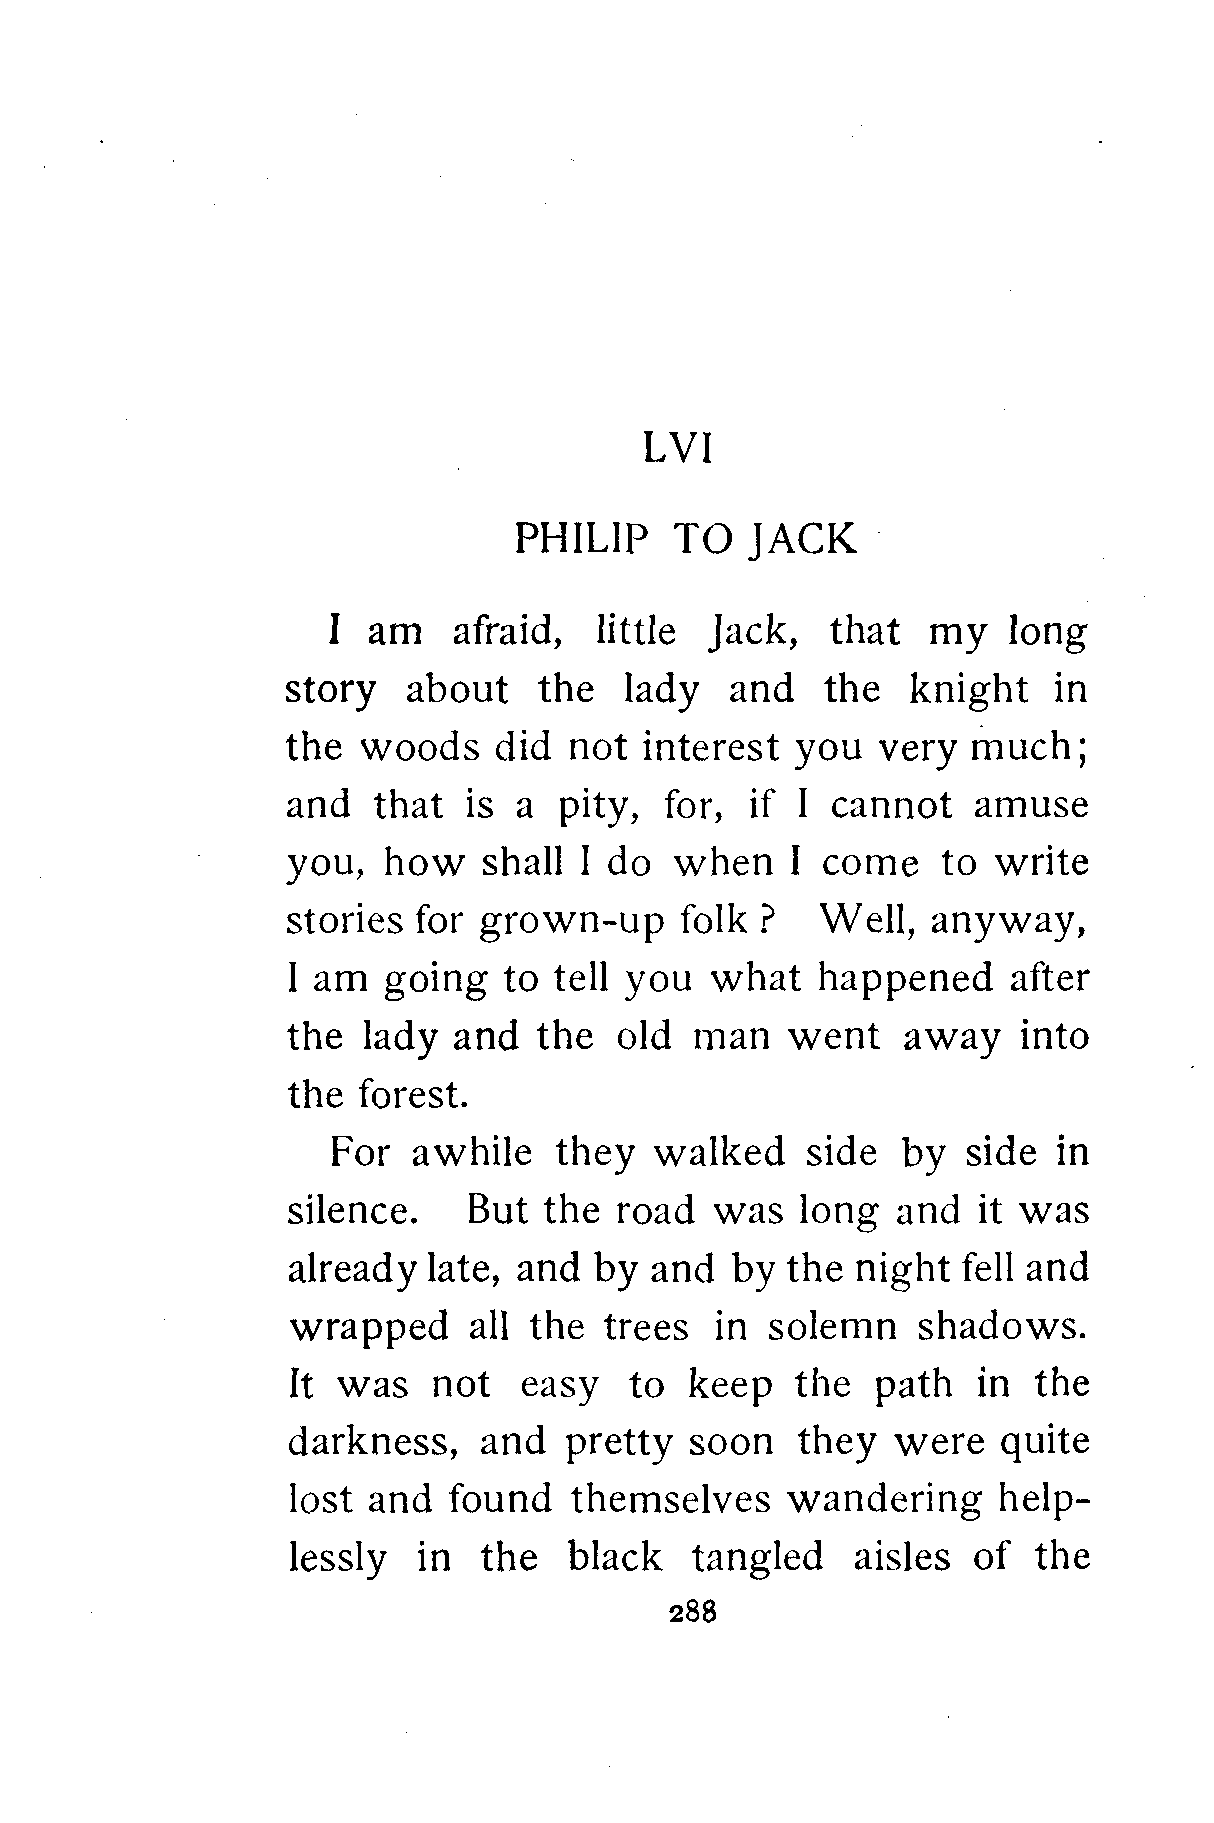 LVI
PHILIP TO JACK
I am afraid, little Jack, that my long
story about the lady and the knight in
the woods did not interest you very much;
and that is a pity, for, if I cannot amuse
you, how shall I do when I come to write
stories for grown-up folk ? Well, anyway,
I am going to tell you what happened after
the lady and the old man went away into
the forest.
For awhile they walked side by side in
silence. But the road was long and it was
already late, and by and by the night fell and
wrapped all the trees in solemn shadows.
It was not easy to keep the path in the
darkness, and pretty soon they were quite
lost and found themselves wandering help-
lessly in the black tangled aisles of the
288